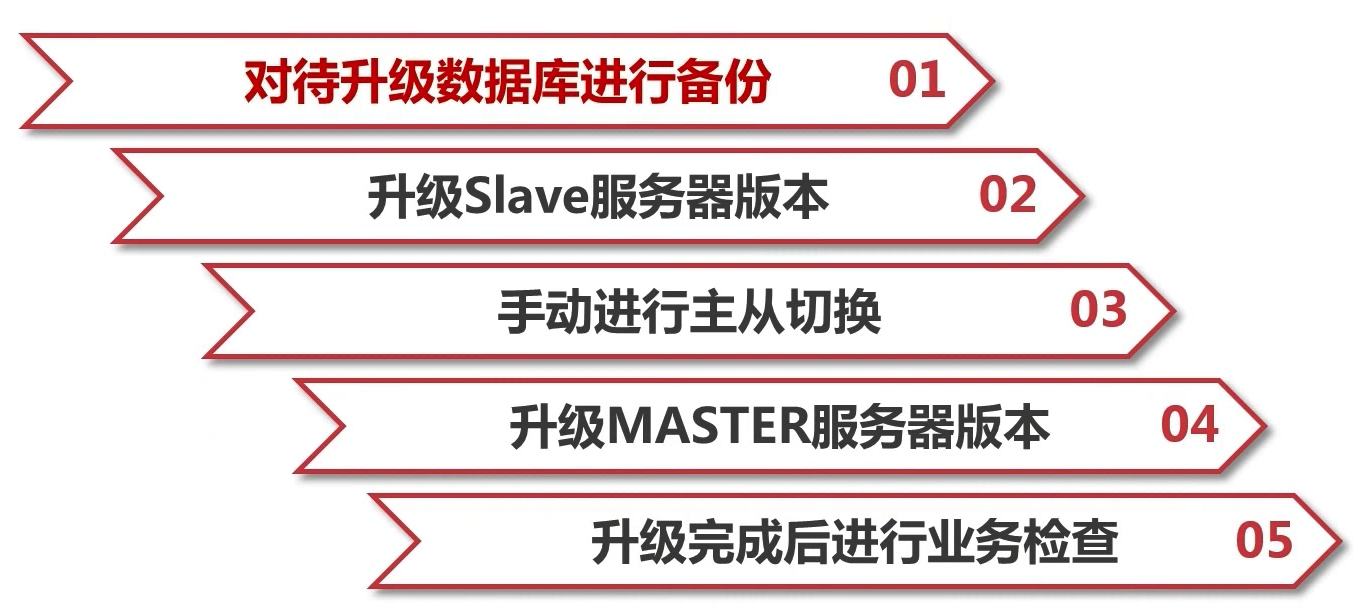 对待升级数据库进行备份 01
升级Slave服务器版本 02
手动进行主从切换 03
升级MASTER服务器版本 04
升级完成后进行业务检查 05